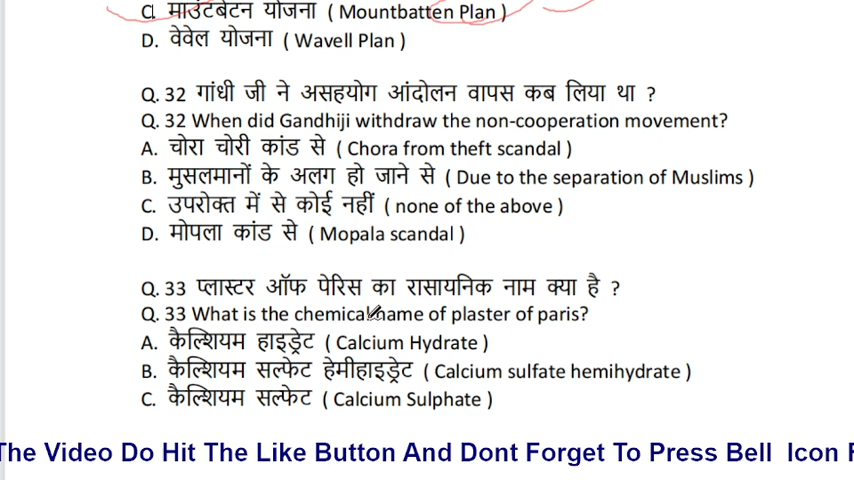 C. माउंटबेटन योजना ( Mountbatten Plan )
D. वेवेल योजना ( Wavell Plan )
Q. 32 गांधी जी ने असहयोग आंदोलन वापस कब लिया था ?
Q. 32 When did Gandhiji withdraw the non-cooperation movement?
A. चोरा चोरी कांड से ( Chora from theft scandal )
B. मुसलमानों के अलग हो जाने से ( Due to the separation of Muslims )
C. उपरोक्त में से कोई नहीं ( none of the above )
D. मोपला कांड से ( Mopala scandal )
Q. 33 प्लास्टर ऑफ पेरिस का रासायनिक नाम क्या है ?
Q. 33 What is the chemical name of plaster of paris?
A. कैल्शियम हाइड्रेट ( Calcium Hydrate )
B. कैल्शियम सल्फेट हेमीहाइड्रेट ( Calcium sulfate hemihydrate )
C. कैल्शियम सल्फेट ( Calcium Sulphate )
The Video Do Hit The Like Button And Dont Forget To Press Bell Icon F